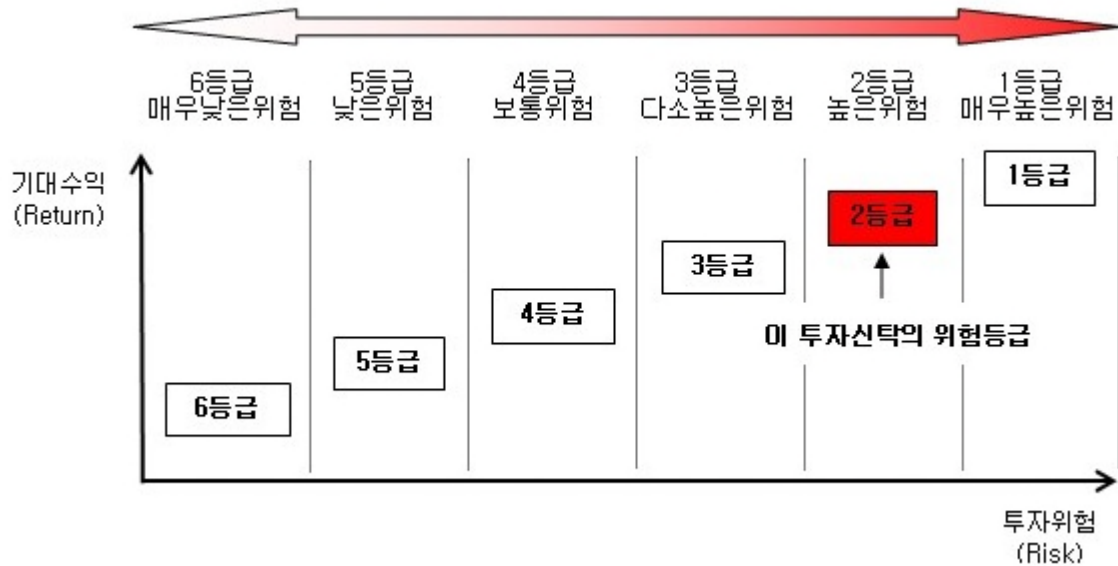 6등급
매우낮은위험
5등급
낮은위험
4등급
보통위험
3등급
다소높은위험
2등급
높은위험
1등급
매우높은위험
기대수익
(Return)
1등급
2등급
3등급
4등급
이 투자신탁의 위험등급
5등급
6등급
투자위험
(Risk)